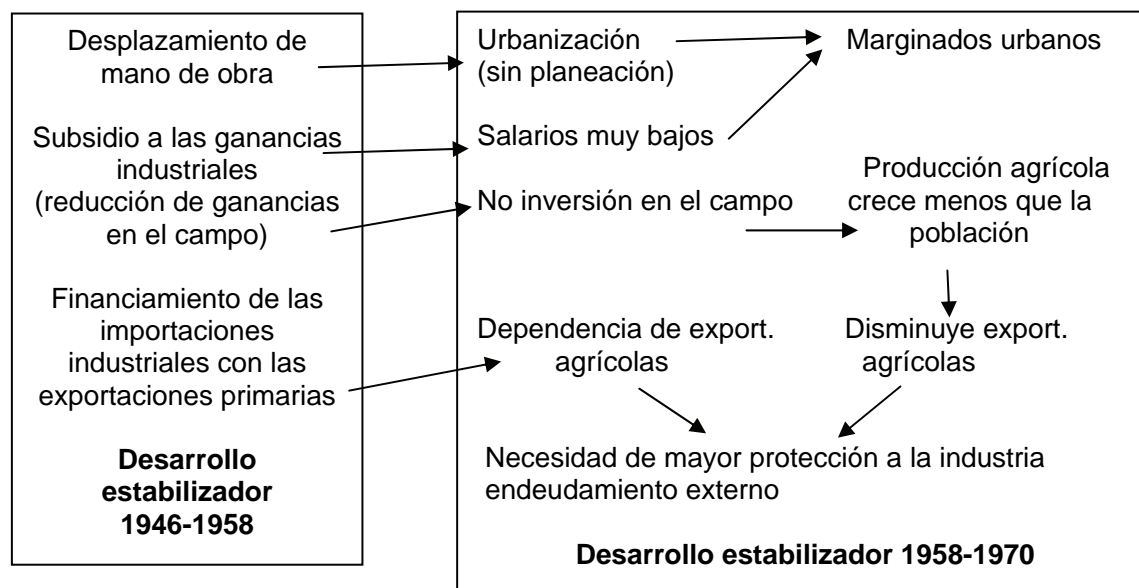 Desplazamiento de
mano de obra
Subsidio a las ganancias
industriales
(reducción de ganancias
en el campo)
Financiamiento de las
importaciones
industriales con las
exportaciones primarias
Desarrollo
estabilizador
1946-1958
Urbanización
(sin planeación)
Marginados urbanos
Salarios muy bajos
No inversión en el campo
Producción agrícola
crece menos que la
población
Dependencia de export.
agrícolas
Disminuye export.
agrícolas
Necesidad de mayor protección a la industria
endeudamiento externo
Desarrollo estabilizador 1958-1970